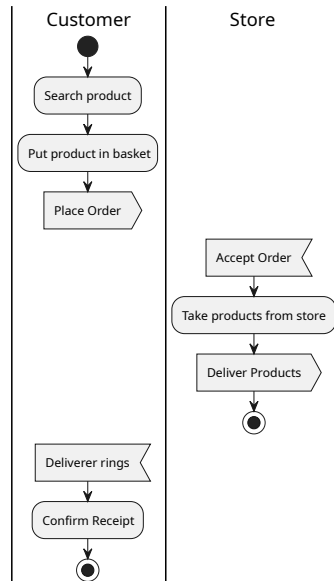 Customer
Store
Search product
Put product in basket
Place Order
Accept Order
Take products from store
Deliver Products
Deliverer rings
Confirm Receipt